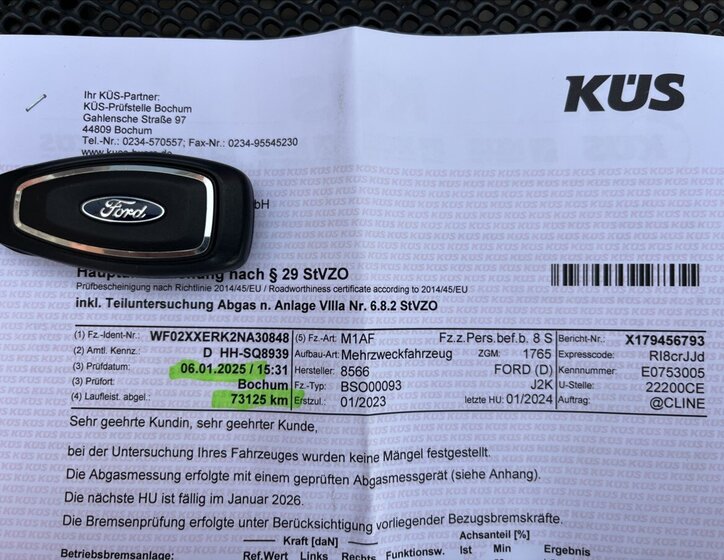 KÜS
Ihr KÜS-Partner:
KÜS-Prüfstelle Bochum
Gahlensche Straße 97
44809 Bochum
Tel.-Nr.: 0234-570557; Fax-Nr.: 0234-95545230
Ford
nach § 29 StVZO
Prüfbescheinigung nach Richtlinie 2014/45/EU / Roadworthiness certificate according to 2014/45/EU
inkl. Teiluntersuchung Abgas n. Anlage VIIIa Nr. 6.8.2 StVZO
(1) Fz.-Ident-Nr.: WF02XXERK2NA30848 (5) Fz.-Art: M1AF Fz.z.Pers.bef.b. 8 S Bericht-Nr.: X179456793
(2) Amtl. Kennz.: D HH-SQ8939 Aufbau-Art: Mehrzweckfahrzeug ZGM: 1765 Expresscode: RI8crJJd
(3) Prüfdatum: 06.01.2025 / 15:31 Hersteller: 8566 FORD (D) Kennnummer: E0753005
(3) Prüfort: Bochum Fz.-Typ: BSO00093 J2K U-Stelle: 22200CE
(4) Laufleist. abgel.: 73125 km Erstzul.: 01/2023 letzte HU: 01/2024 Auftrag: @CLINE
Sehr geehrte Kundin, sehr geehrter Kunde,
bei der Untersuchung Ihres Fahrzeuges wurden keine Mängel festgestellt.
Die Abgasmessung erfolgte mit einem geprüften Abgasmessgerät (siehe Anhang).
Die nächste HU ist fällig im Januar 2026.
Die Bremsenprüfung erfolgte unter Berücksichtigung vorliegender Bezugsbremskräfte.
Kraft [daN] Achsanteil [%]
Betriebsbremsanlage: Ref.Wert Links Rechts Funktionsw. Ist Min Ergebnis